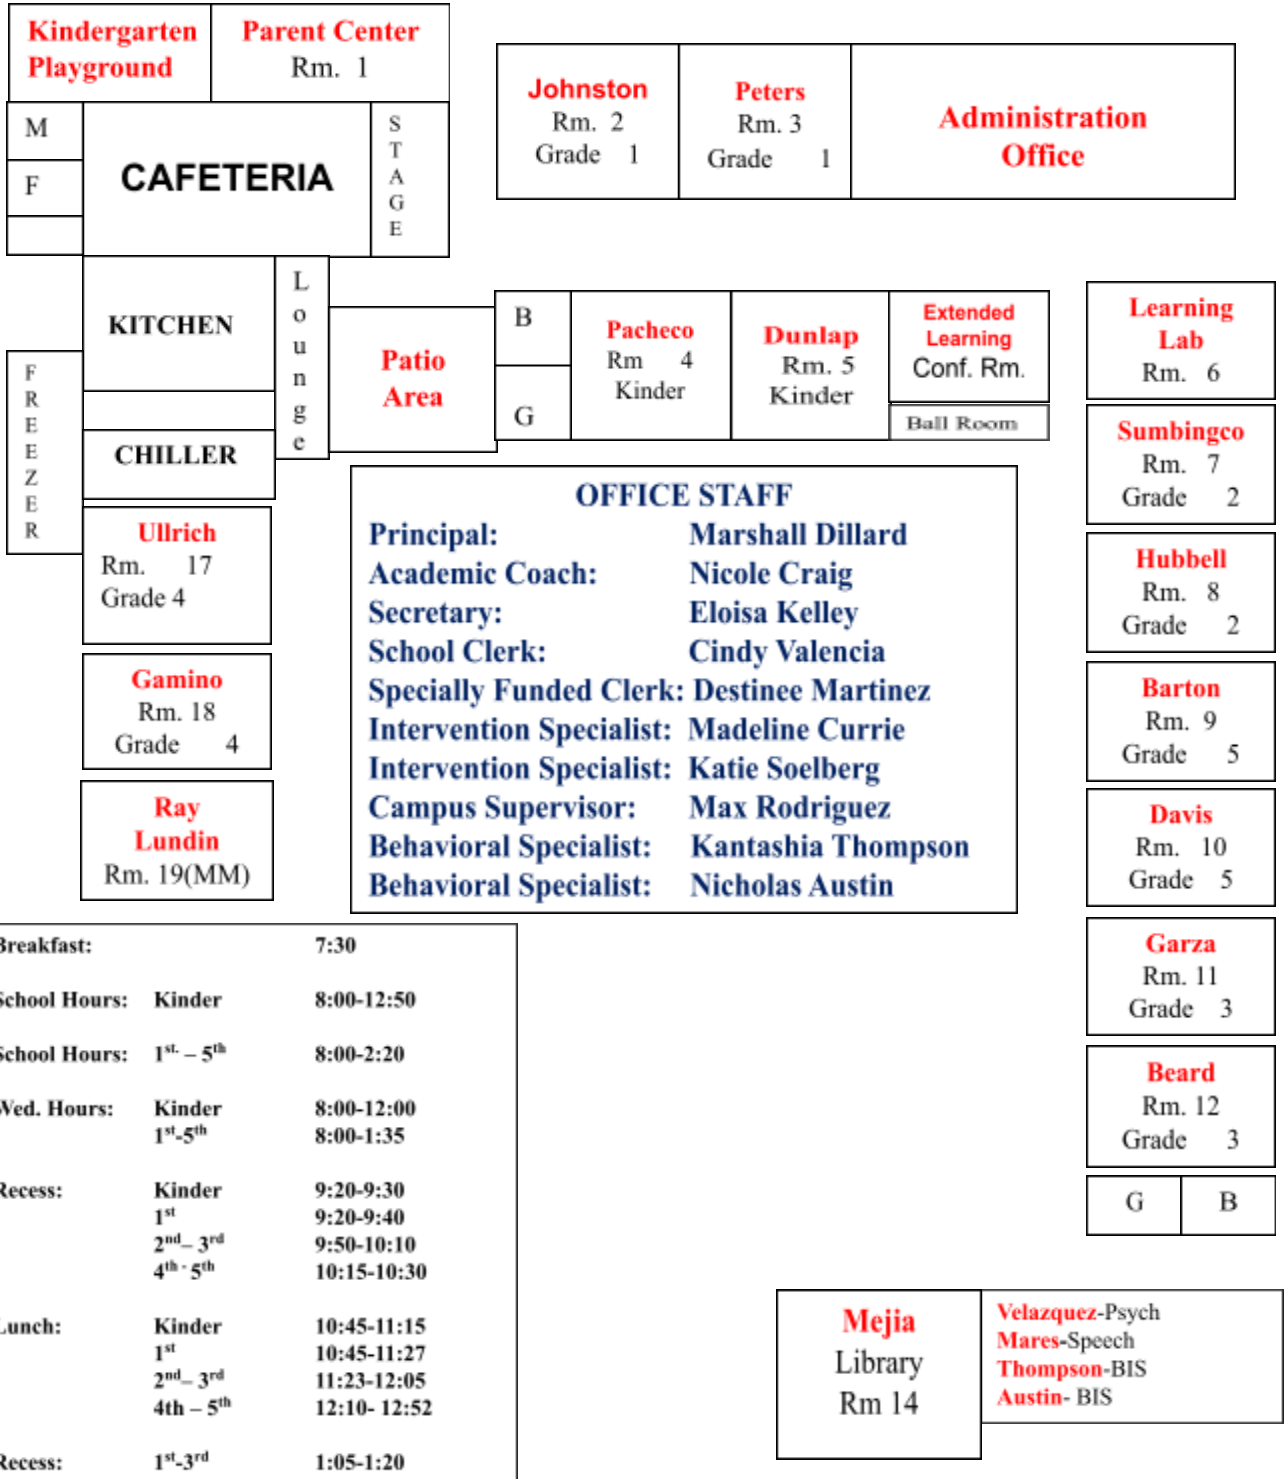 Kindergarten
Playground
Parent Center
Rm. 1
M
F
CAFETERIA
STAGE
Johnston
Rm. 2
Grade 1
Peters
Rm. 3
Grade 1
Administration
Office
KITCHEN
Lounge
FREEZER
CHILLER
Patio
Area
B
G
Pacheco
Rm 4
Kinder
Dunlap
Rm. 5
Kinder
Extended
Learning
Conf. Rm.
Ball Room
Learning
Lab
Rm. 6
Sumbingco
Rm. 7
Grade 2
Hubbell
Rm. 8
Grade 2
Barton
Rm. 9
Grade 5
Davis
Rm. 10
Grade 5
Garza
Rm. 11
Grade 3
Beard
Rm. 12
Grade 3
G
B
Ullrich
Rm. 17
Grade 4
Gamino
Rm. 18
Grade 4
Ray
Lundin
Rm. 19(MM)
OFFICE STAFF
Principal: Marshall Dillard
Academic Coach: Nicole Craig
Secretary: Eloisa Kelley
School Clerk: Cindy Valencia
Specially Funded Clerk: Destinee Martinez
Intervention Specialist: Madeline Currie
Intervention Specialist: Katie Soelberg
Campus Supervisor: Max Rodriguez
Behavioral Specialist: Kantashia Thompson
Behavioral Specialist: Nicholas Austin
Breakfast: 7:30
School Hours: Kinder 8:00-12:50
School Hours: 1st. – 5th 8:00-2:20
Wed. Hours: Kinder 8:00-12:00
1st-5th 8:00-1:35
Recess: Kinder 9:20-9:30
1st 9:20-9:40
2nd– 3rd 9:50-10:10
4th - 5th 10:15-10:30
Lunch: Kinder 10:45-11:15
1st 10:45-11:27
2nd– 3rd 11:23-12:05
4th – 5th 12:10- 12:52
Recess: 1st-3rd 1:05-1:20
Mejia
Library
Rm 14
Velazquez-Psych
Mares-Speech
Thompson-BIS
Austin- BIS